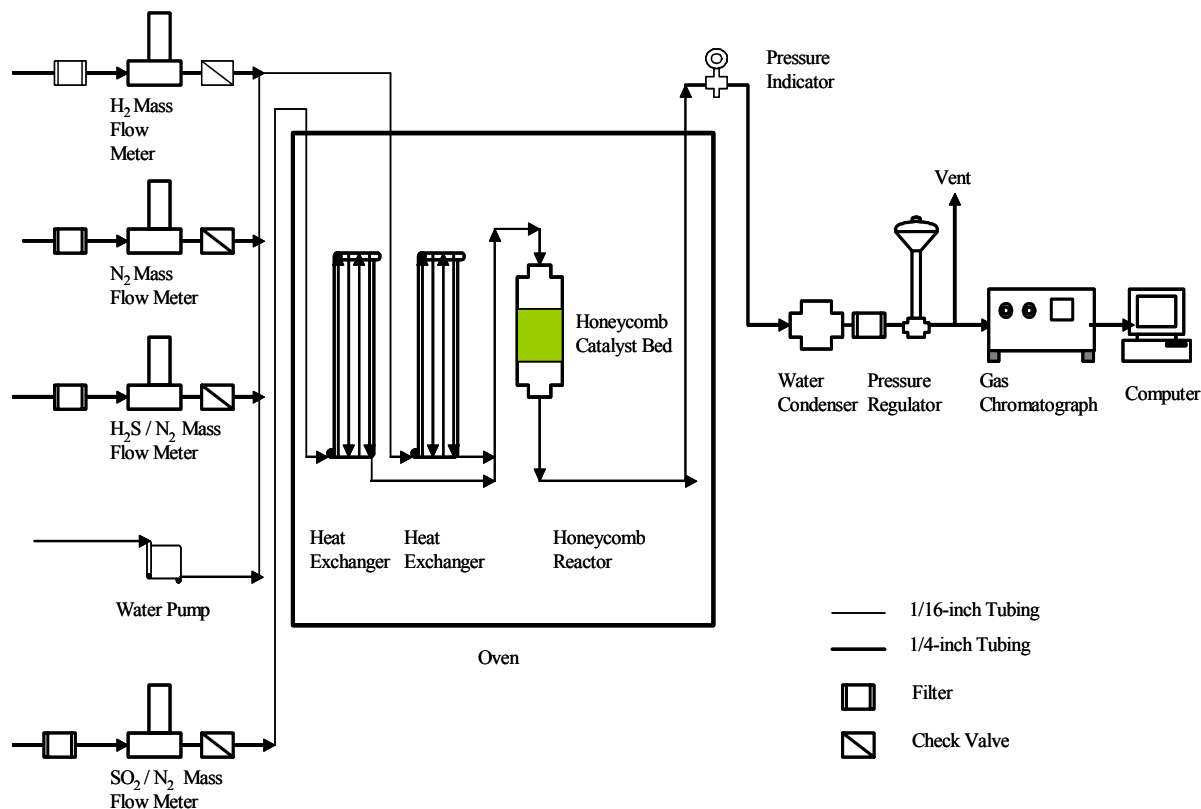 H2 Mass
Flow
Meter
N2 Mass
Flow Meter
H2S / N2 Mass
Flow Meter
Water Pump
SO2 / N2 Mass
Flow Meter
Heat
Exchanger
Heat
Exchanger
Honeycomb
Catalyst Bed
Honeycomb
Reactor
Oven
Pressure
Indicator
Vent
Water
Condenser
Pressure
Regulator
Gas
Chromatograph
Computer
1/16-inch Tubing
1/4-inch Tubing
Filter
Check Valve